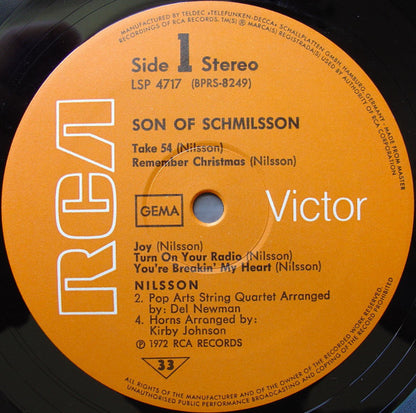 MANUFACTURED BY TELDEC »TELEFUNKEN-DECCA« SCHALLPLATTEN GMBH HAMBURG, GERMANY · MADE FROM MASTER
RECORDINGS OF RCA RECORDS. TM(S) ® MARCA(S) REGISTRADA(S) USED BY AUTHORITY OF RCA CORPORATION
Side 1 Stereo
LSP 4717 (BPRS-8249)
RCA
SON OF SCHMILSSON
Take 54 (Nilsson)
Remember Christmas (Nilsson)
GEMA
Victor
Joy (Nilsson)
Turn On Your Radio (Nilsson)
You're Breakin' My Heart (Nilsson)
NILSSON
2. Pop Arts String Quartet Arranged
by: Del Newman
4. Horns Arranged by:
Kirby Johnson
℗ 1972 RCA RECORDS
33
ALL RIGHTS OF THE MANUFACTURER AND OF THE OWNER OF THE RECORDED WORK RESERVED.
UNAUTHORISED PUBLIC PERFORMANCE BROADCASTING AND COPYING OF THE RECORD PROHIBITED